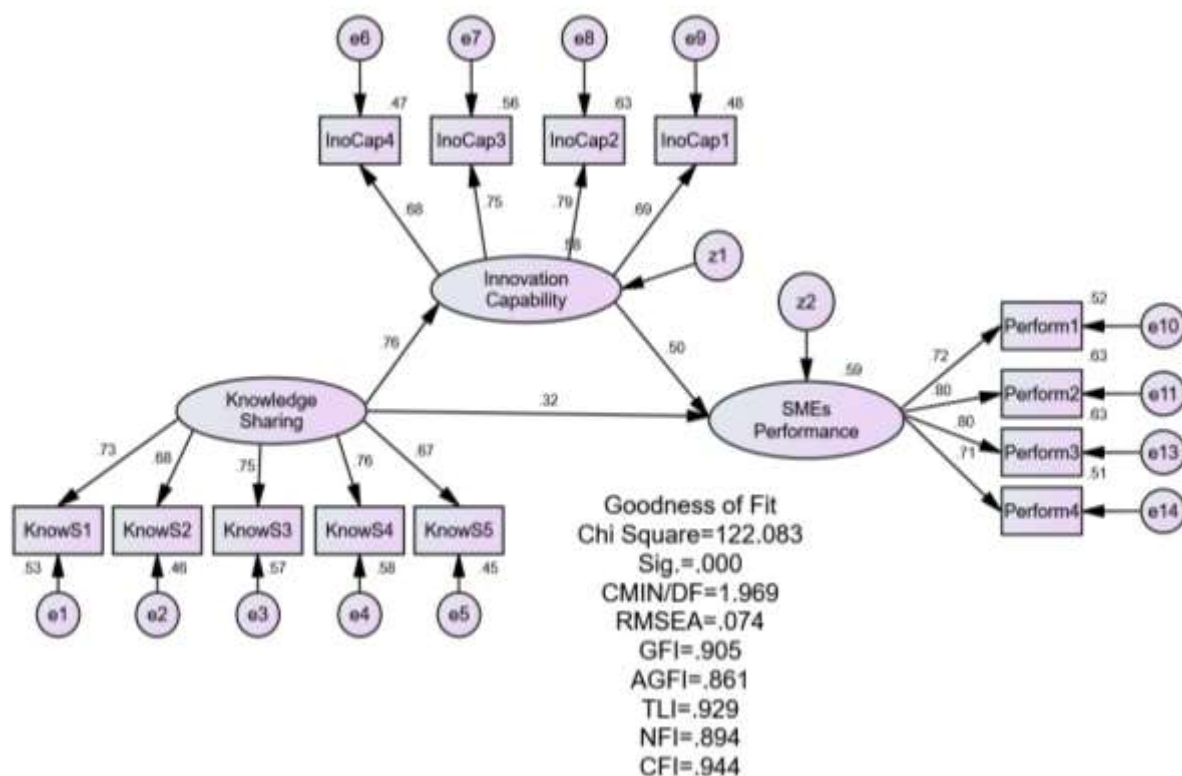 e6 e7 e8 e9
.47 .56 .63 .48
InoCap4 InoCap3 InoCap2 InoCap1
.68 .75 .79 .69
.58
Innovation
Capability
z1
z2
.76
.50
.59
.32
Knowledge
Sharing
SMEs
Performance
.52
Perform1 e10
.72
.63
Perform2 e11
.80
.63
Perform3 e13
.80
.51
Perform4 e14
.71
.73 .68 .75 .76 .67
KnowS1 KnowS2 KnowS3 KnowS4 KnowS5
.53 .46 .57 .58 .45
e1 e2 e3 e4 e5
Goodness of Fit
Chi Square=122.083
Sig.=.000
CMIN/DF=1.969
RMSEA=.074
GFI=.905
AGFI=.861
TLI=.929
NFI=.894
CFI=.944